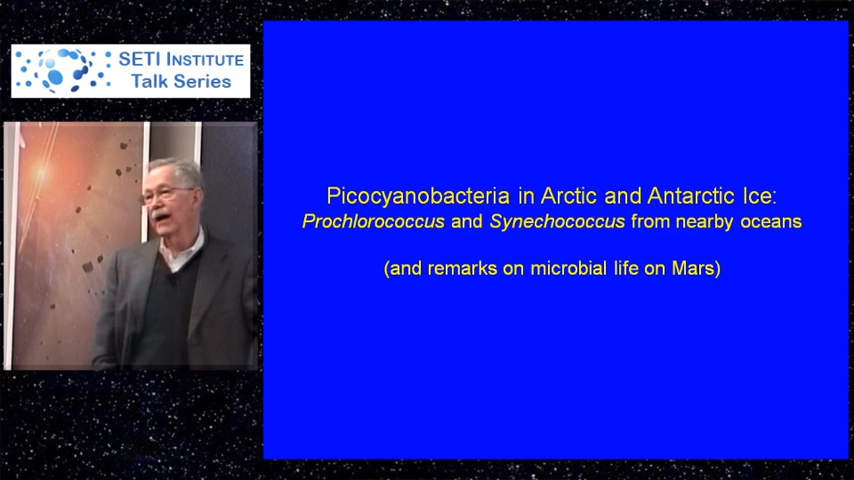 SETI INSTITUTE
Talk Series
Picocyanobacteria in Arctic and Antarctic Ice:
Prochlorococcus and Synechococcus from nearby oceans
(and remarks on microbial life on Mars)